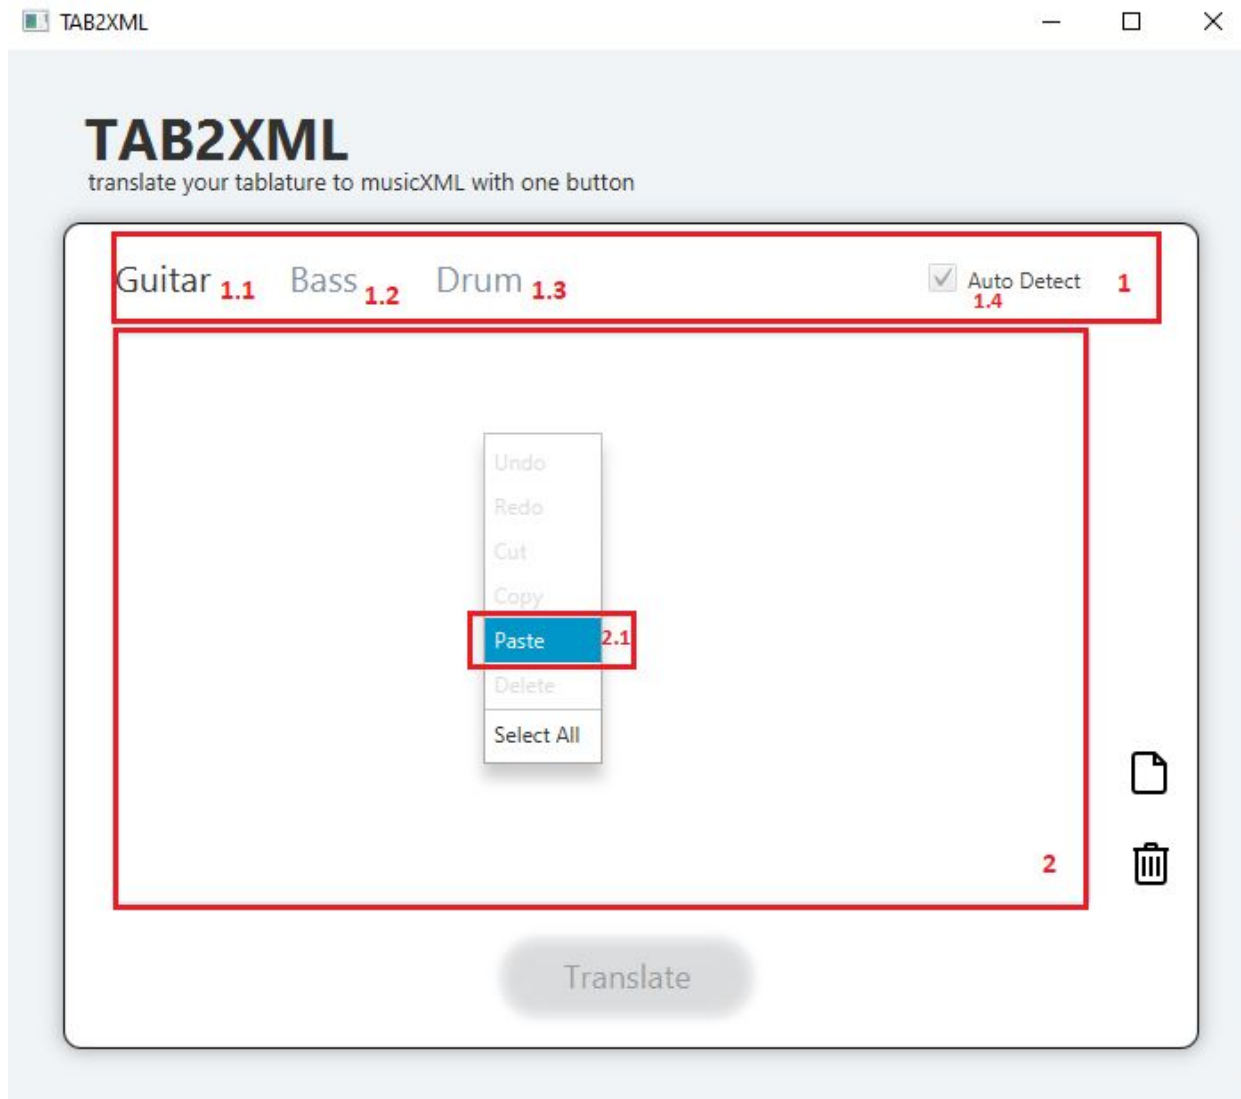 TAB2XML
TAB2XML
translate your tablature to musicXML with one button
Guitar 1.1 Bass 1.2 Drum 1.3 Auto Detect 1
1.4
Undo
Redo
Cut
Copy
Paste 2.1
Delete
Select All
2
Translate